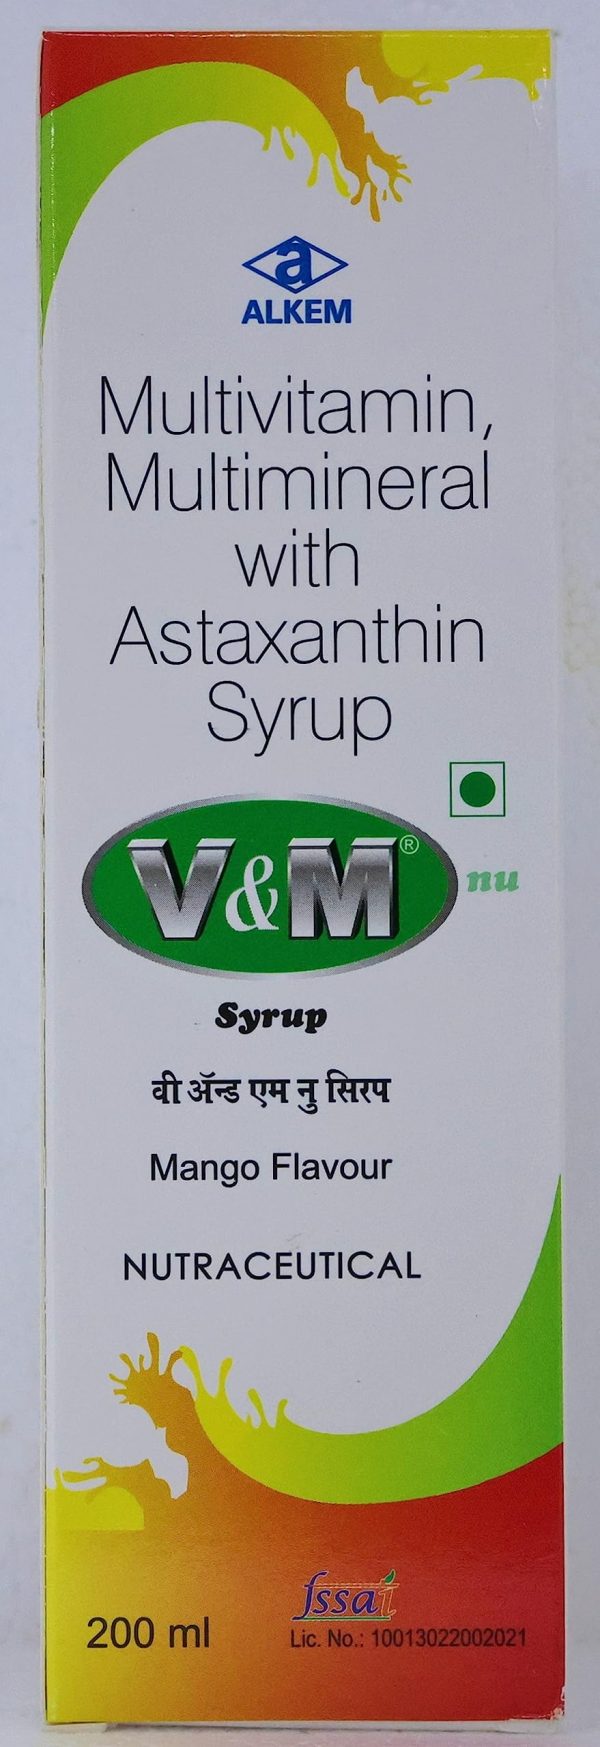 a
ALKEM
Multivitamin,
Multimineral
with
Astaxanthin
Syrup
V&M® nu
Syrup
वी ॲन्ड एम नु सिरप
Mango Flavour
NUTRACEUTICAL
fssai
200 ml
Lic. No.: 10013022002021